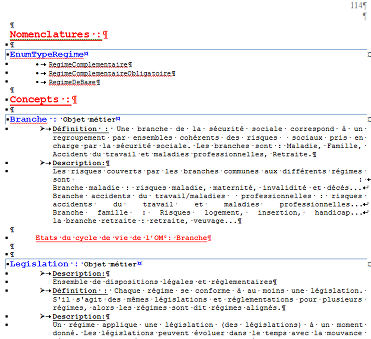 114¶
¶
Nomenclatures :¶
¶
EnumTypeRegime¤
RegimeComplementaire¶
RegimeComplementaireObligatoire¶
RegimeDeBase¶
Concepts :¶
¶
Branche : Objet métier¤
Définition : Une branche de la sécurité sociale correspond à un
regroupement par ensembles cohérents des risques sociaux pris en
charge par la sécurité sociale. Les branches sont : Maladie, Famille,
Accident du travail et maladies professionnelles, Retraite.¶
Description:¶
Les risques couverts par les branches communes aux différents régimes
sont :
Branche maladie : risques maladie, maternité, invalidité et décés...
Branche accidents du travail/maladies professionnelles : risques
accidents du travail et maladies professionnelles...
Branche famille : Risques logement, insertion, handicap...
la branche retraite : retraite, veuvage...¶
¶
Etats du cycle de vie de l'OM : Branche¶
¶
¶
Legislation : Objet métier¤
Description:¶
Ensemble de dispositions légales et réglementaires¶
Définition : Chaque régime se conforme à au moins une législation.
S'il s'agit des mêmes législations et réglementations pour plusieurs
régimes, alors les régimes sont dit régimes alignés.¶
Description:¶
Un régime applique une législation (des législations) à un moment
donné. Les législations peuvent évoluer dans le temps avec la mouvance